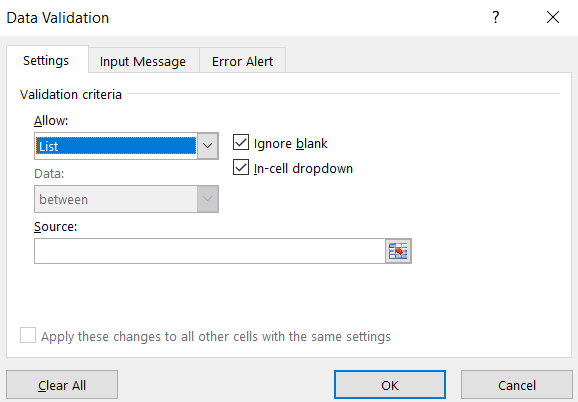 Data Validation ?
Settings Input Message Error Alert
Validation criteria
Allow:
List Ignore blank
In-cell dropdown
Data:
between
Source:
Apply these changes to all other cells with the same settings
Clear All OK Cancel